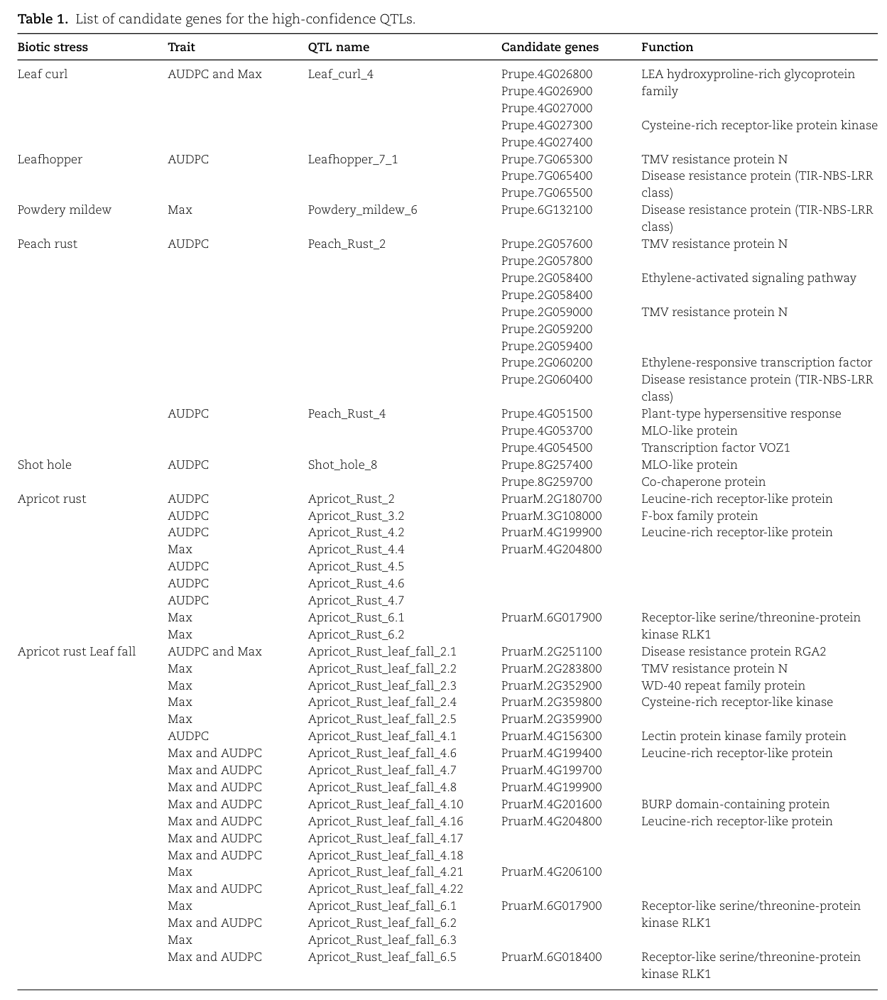 Table 1. List of candidate genes for the high-confidence QTLs.
Biotic stress Trait QTL name Candidate genes Function
Leaf curl AUDPC and Max Leaf_curl_4 Prupe.4G026800 LEA hydroxyproline-rich glycoprotein
Prupe.4G026900 family
Prupe.4G027000
Prupe.4G027300 Cysteine-rich receptor-like protein kinase
Prupe.4G027400
Leafhopper AUDPC Leafhopper_7_1 Prupe.7G065300 TMV resistance protein N
Prupe.7G065400 Disease resistance protein (TIR-NBS-LRR
Prupe.7G065500 class)
Powdery mildew Max Powdery_mildew_6 Prupe.6G132100 Disease resistance protein (TIR-NBS-LRR
class)
Peach rust AUDPC Peach_Rust_2 Prupe.2G057600 TMV resistance protein N
Prupe.2G057800
Prupe.2G058400 Ethylene-activated signaling pathway
Prupe.2G058400
Prupe.2G059000 TMV resistance protein N
Prupe.2G059200
Prupe.2G059400
Prupe.2G060200 Ethylene-responsive transcription factor
Prupe.2G060400 Disease resistance protein (TIR-NBS-LRR
class)
AUDPC Peach_Rust_4 Prupe.4G051500 Plant-type hypersensitive response
Prupe.4G053700 MLO-like protein
Prupe.4G054500 Transcription factor VOZ1
Shot hole AUDPC Shot_hole_8 Prupe.8G257400 MLO-like protein
Prupe.8G259700 Co-chaperone protein
Apricot rust AUDPC Apricot_Rust_2 PruarM.2G180700 Leucine-rich receptor-like protein
AUDPC Apricot_Rust_3.2 PruarM.3G108000 F-box family protein
AUDPC Apricot_Rust_4.2 PruarM.4G199900 Leucine-rich receptor-like protein
Max Apricot_Rust_4.4 PruarM.4G204800
AUDPC Apricot_Rust_4.5
AUDPC Apricot_Rust_4.6
AUDPC Apricot_Rust_4.7
Max Apricot_Rust_6.1 PruarM.6G017900 Receptor-like serine/threonine-protein
Max Apricot_Rust_6.2 kinase RLK1
Apricot rust Leaf fall AUDPC and Max Apricot_Rust_leaf_fall_2.1 PruarM.2G251100 Disease resistance protein RGA2
Max Apricot_Rust_leaf_fall_2.2 PruarM.2G283800 TMV resistance protein N
Max Apricot_Rust_leaf_fall_2.3 PruarM.2G352900 WD-40 repeat family protein
Max Apricot_Rust_leaf_fall_2.4 PruarM.2G359800 Cysteine-rich receptor-like kinase
Max Apricot_Rust_leaf_fall_2.5 PruarM.2G359900
AUDPC Apricot_Rust_leaf_fall_4.1 PruarM.4G156300 Lectin protein kinase family protein
Max and AUDPC Apricot_Rust_leaf_fall_4.6 PruarM.4G199400 Leucine-rich receptor-like protein
Max and AUDPC Apricot_Rust_leaf_fall_4.7 PruarM.4G199700
Max and AUDPC Apricot_Rust_leaf_fall_4.8 PruarM.4G199900
Max and AUDPC Apricot_Rust_leaf_fall_4.10 PruarM.4G201600 BURP domain-containing protein
Max and AUDPC Apricot_Rust_leaf_fall_4.16 PruarM.4G204800 Leucine-rich receptor-like protein
Max and AUDPC Apricot_Rust_leaf_fall_4.17
Max and AUDPC Apricot_Rust_leaf_fall_4.18
Max Apricot_Rust_leaf_fall_4.21 PruarM.4G206100
Max and AUDPC Apricot_Rust_leaf_fall_4.22
Max Apricot_Rust_leaf_fall_6.1 PruarM.6G017900 Receptor-like serine/threonine-protein
Max and AUDPC Apricot_Rust_leaf_fall_6.2 kinase RLK1
Max Apricot_Rust_leaf_fall_6.3
Max and AUDPC Apricot_Rust_leaf_fall_6.5 PruarM.6G018400 Receptor-like serine/threonine-protein
kinase RLK1